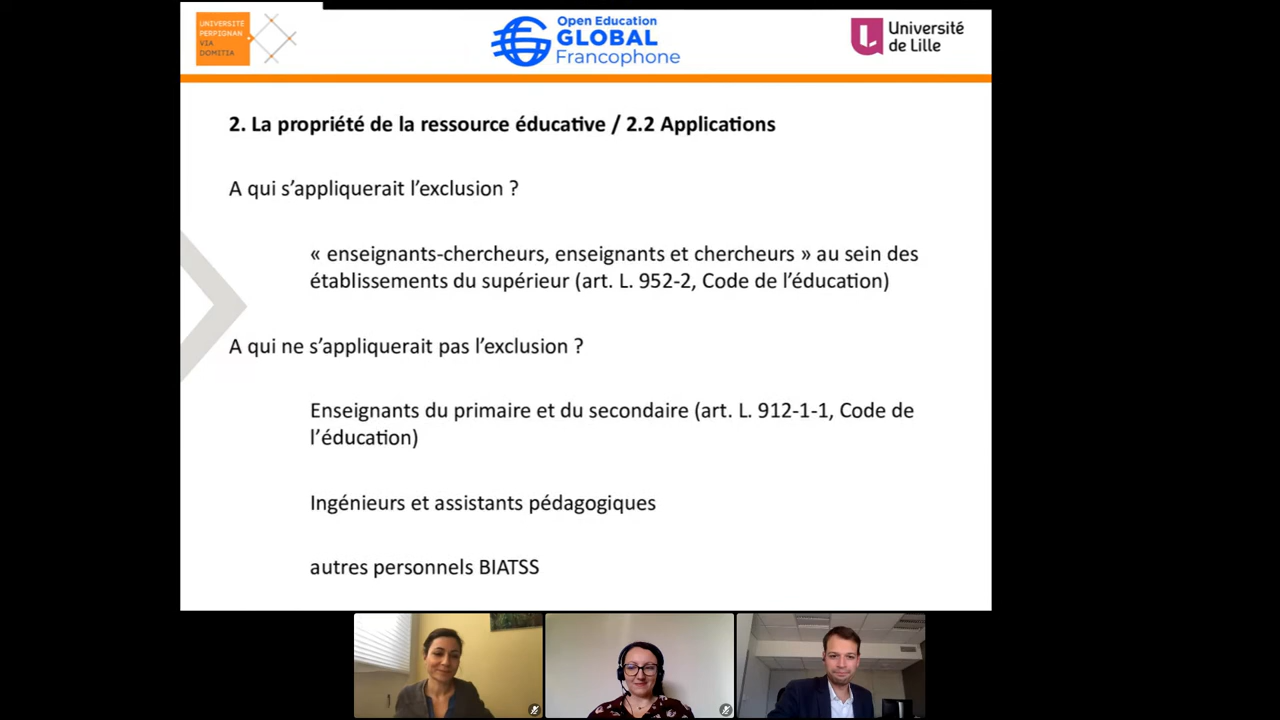 UNIVERSITÉ
PERPIGNAN
VIA
DOMITIA
Open Education
GLOBAL
Francophone
Université
de Lille
2. La propriété de la ressource éducative / 2.2 Applications
A qui s’appliquerait l’exclusion ?
« enseignants-chercheurs, enseignants et chercheurs » au sein des
établissements du supérieur (art. L. 952-2, Code de l’éducation)
A qui ne s’appliquerait pas l’exclusion ?
Enseignants du primaire et du secondaire (art. L. 912-1-1, Code de
l’éducation)
Ingénieurs et assistants pédagogiques
autres personnels BIATSS